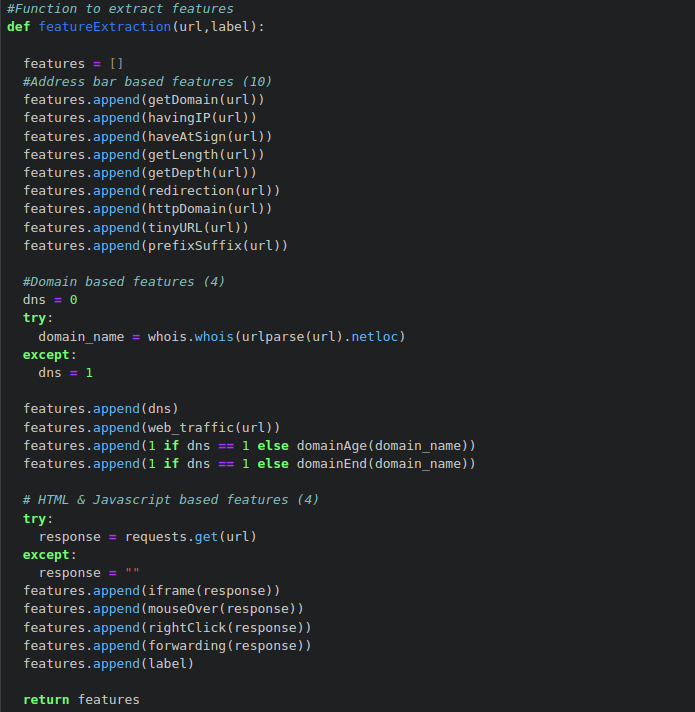 #Function to extract features
def featureExtraction(url,label):
features = []
#Address bar based features (10)
features.append(getDomain(url))
features.append(havingIP(url))
features.append(haveAtSign(url))
features.append(getLength(url))
features.append(getDepth(url))
features.append(redirection(url))
features.append(httpDomain(url))
features.append(tinyURL(url))
features.append(prefixSuffix(url))
#Domain based features (4)
dns = 0
try:
domain_name = whois.whois(urlparse(url).netloc)
except:
dns = 1
features.append(dns)
features.append(web_traffic(url))
features.append(1 if dns == 1 else domainAge(domain_name))
features.append(1 if dns == 1 else domainEnd(domain_name))
# HTML & Javascript based features (4)
try:
response = requests.get(url)
except:
response = ""
features.append(iframe(response))
features.append(mouseOver(response))
features.append(rightClick(response))
features.append(forwarding(response))
features.append(label)
return features